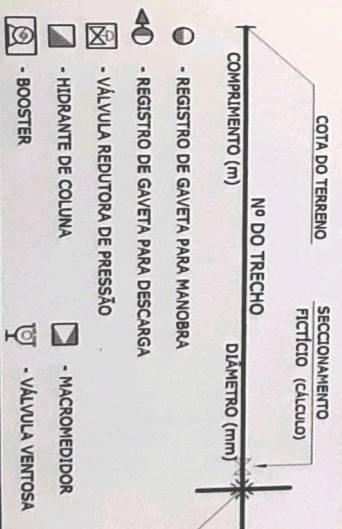 COTA DO TERRENO
SECCIONAMENTO
FICTÍCIO (CÁLCULO)
Nº DO TRECHO
COMPRIMENTO (m)
DIÂMETRO (mm)
- REGISTRO DE GAVETA PARA MANOBRA
- REGISTRO DE GAVETA PARA DESCARGA
- VÁLVULA REDUTORA DE PRESSÃO
- HIDRANTE DE COLUNA
- MACROMEDIDOR
- BOOSTER
- VÁLVULA VENTOSA